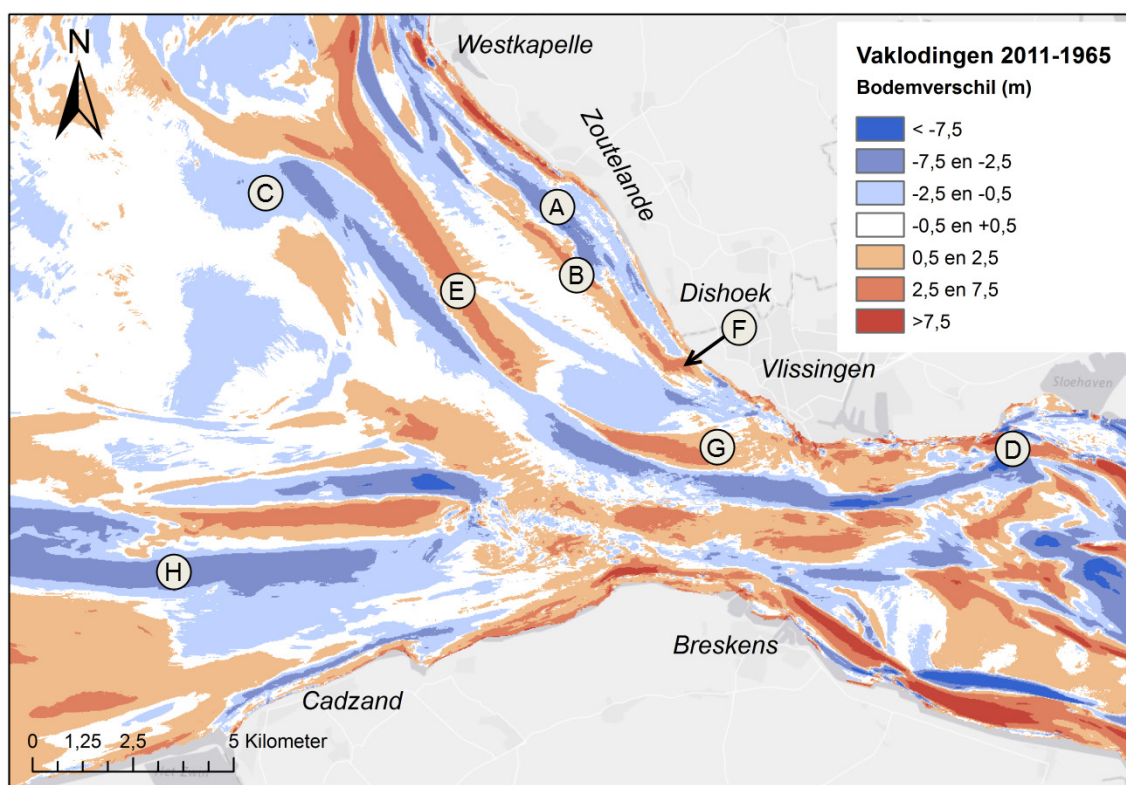 N
Westkapelle
Zoutelande
Dishoek
Vlissingen
Sloehaven
Breskens
Cadzand
Het Zwin
A
B
C
D
E
F
G
H
Vaklodingen 2011-1965
Bodemverschil (m)
< -7,5
-7,5 en -2,5
-2,5 en -0,5
-0,5 en +0,5
0,5 en 2,5
2,5 en 7,5
>7,5
0 1,25 2,5 5 Kilometer